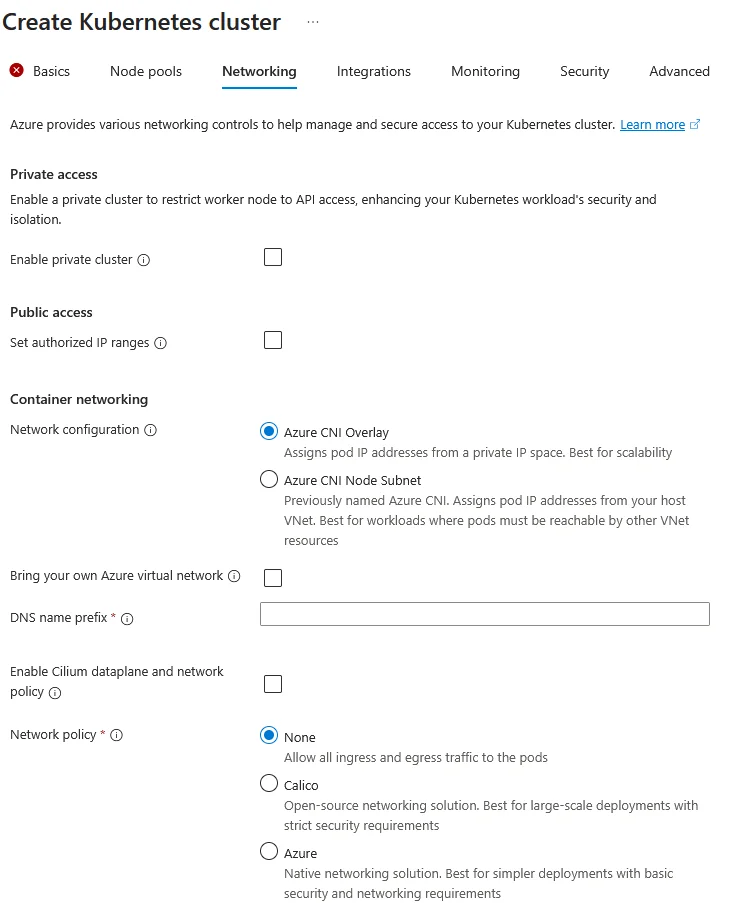 Create Kubernetes cluster ...
Basics Node pools Networking Integrations Monitoring Security Advanced
Azure provides various networking controls to help manage and secure access to your Kubernetes cluster. Learn more
Private access
Enable a private cluster to restrict worker node to API access, enhancing your Kubernetes workload's security and
isolation.
Enable private cluster
Public access
Set authorized IP ranges
Container networking
Network configuration
Azure CNI Overlay
Assigns pod IP addresses from a private IP space. Best for scalability
Azure CNI Node Subnet
Previously named Azure CNI. Assigns pod IP addresses from your host
VNet. Best for workloads where pods must be reachable by other VNet
resources
Bring your own Azure virtual network
DNS name prefix *
Enable Cilium dataplane and network
policy
Network policy *
None
Allow all ingress and egress traffic to the pods
Calico
Open-source networking solution. Best for large-scale deployments with
strict security requirements
Azure
Native networking solution. Best for simpler deployments with basic
security and networking requirements